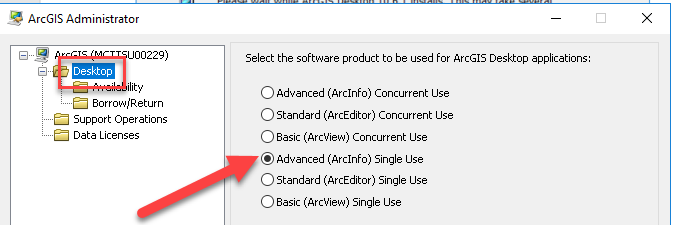 Please wait while ArcGIS Desktop 10.8.1 installs. This may take several
ArcGIS Administrator
ArcGIS (MCTISU00229)
Desktop
Availability
Borrow/Return
Support Operations
Data Licenses
Select the software product to be used for ArcGIS Desktop applications:
Advanced (ArcInfo) Concurrent Use
Standard (ArcEditor) Concurrent Use
Basic (ArcView) Concurrent Use
Advanced (ArcInfo) Single Use
Standard (ArcEditor) Single Use
Basic (ArcView) Single Use